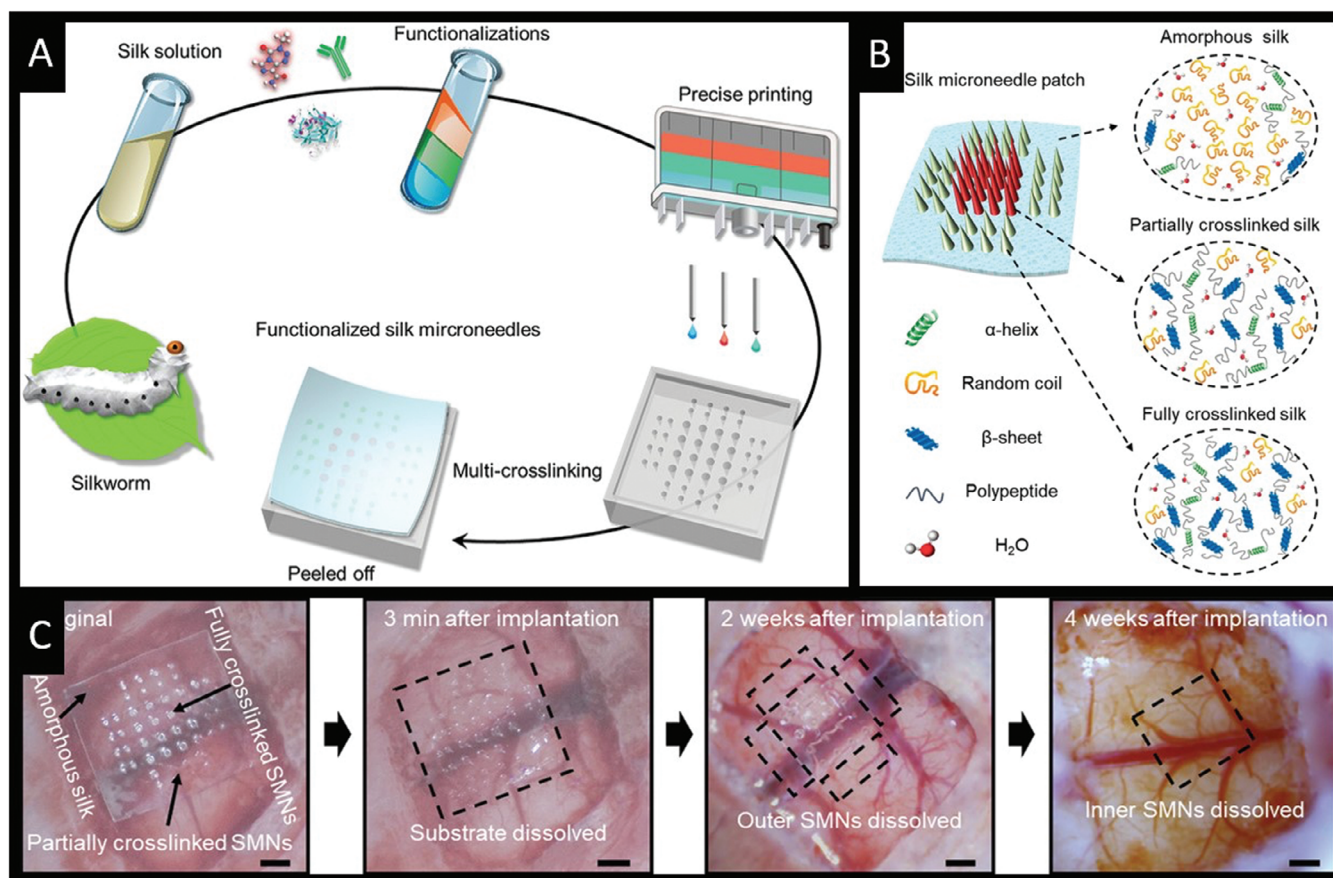 A
Silk solution
Functionalizations
Precise printing
Functionalized silk mircroneedles
Multi-crosslinking
Silkworm
Peeled off
B
Amorphous silk
Silk microneedle patch
Partially crosslinked silk
α-helix
Random coil
β-sheet
Polypeptide
H₂O
Fully crosslinked silk
C
ginal
Amorphous silk
Fully crosslinked SMNs
Partially crosslinked SMNs
3 min after implantation
Substrate dissolved
2 weeks after implantation
Outer SMNs dissolved
4 weeks after implantation
Inner SMNs dissolved